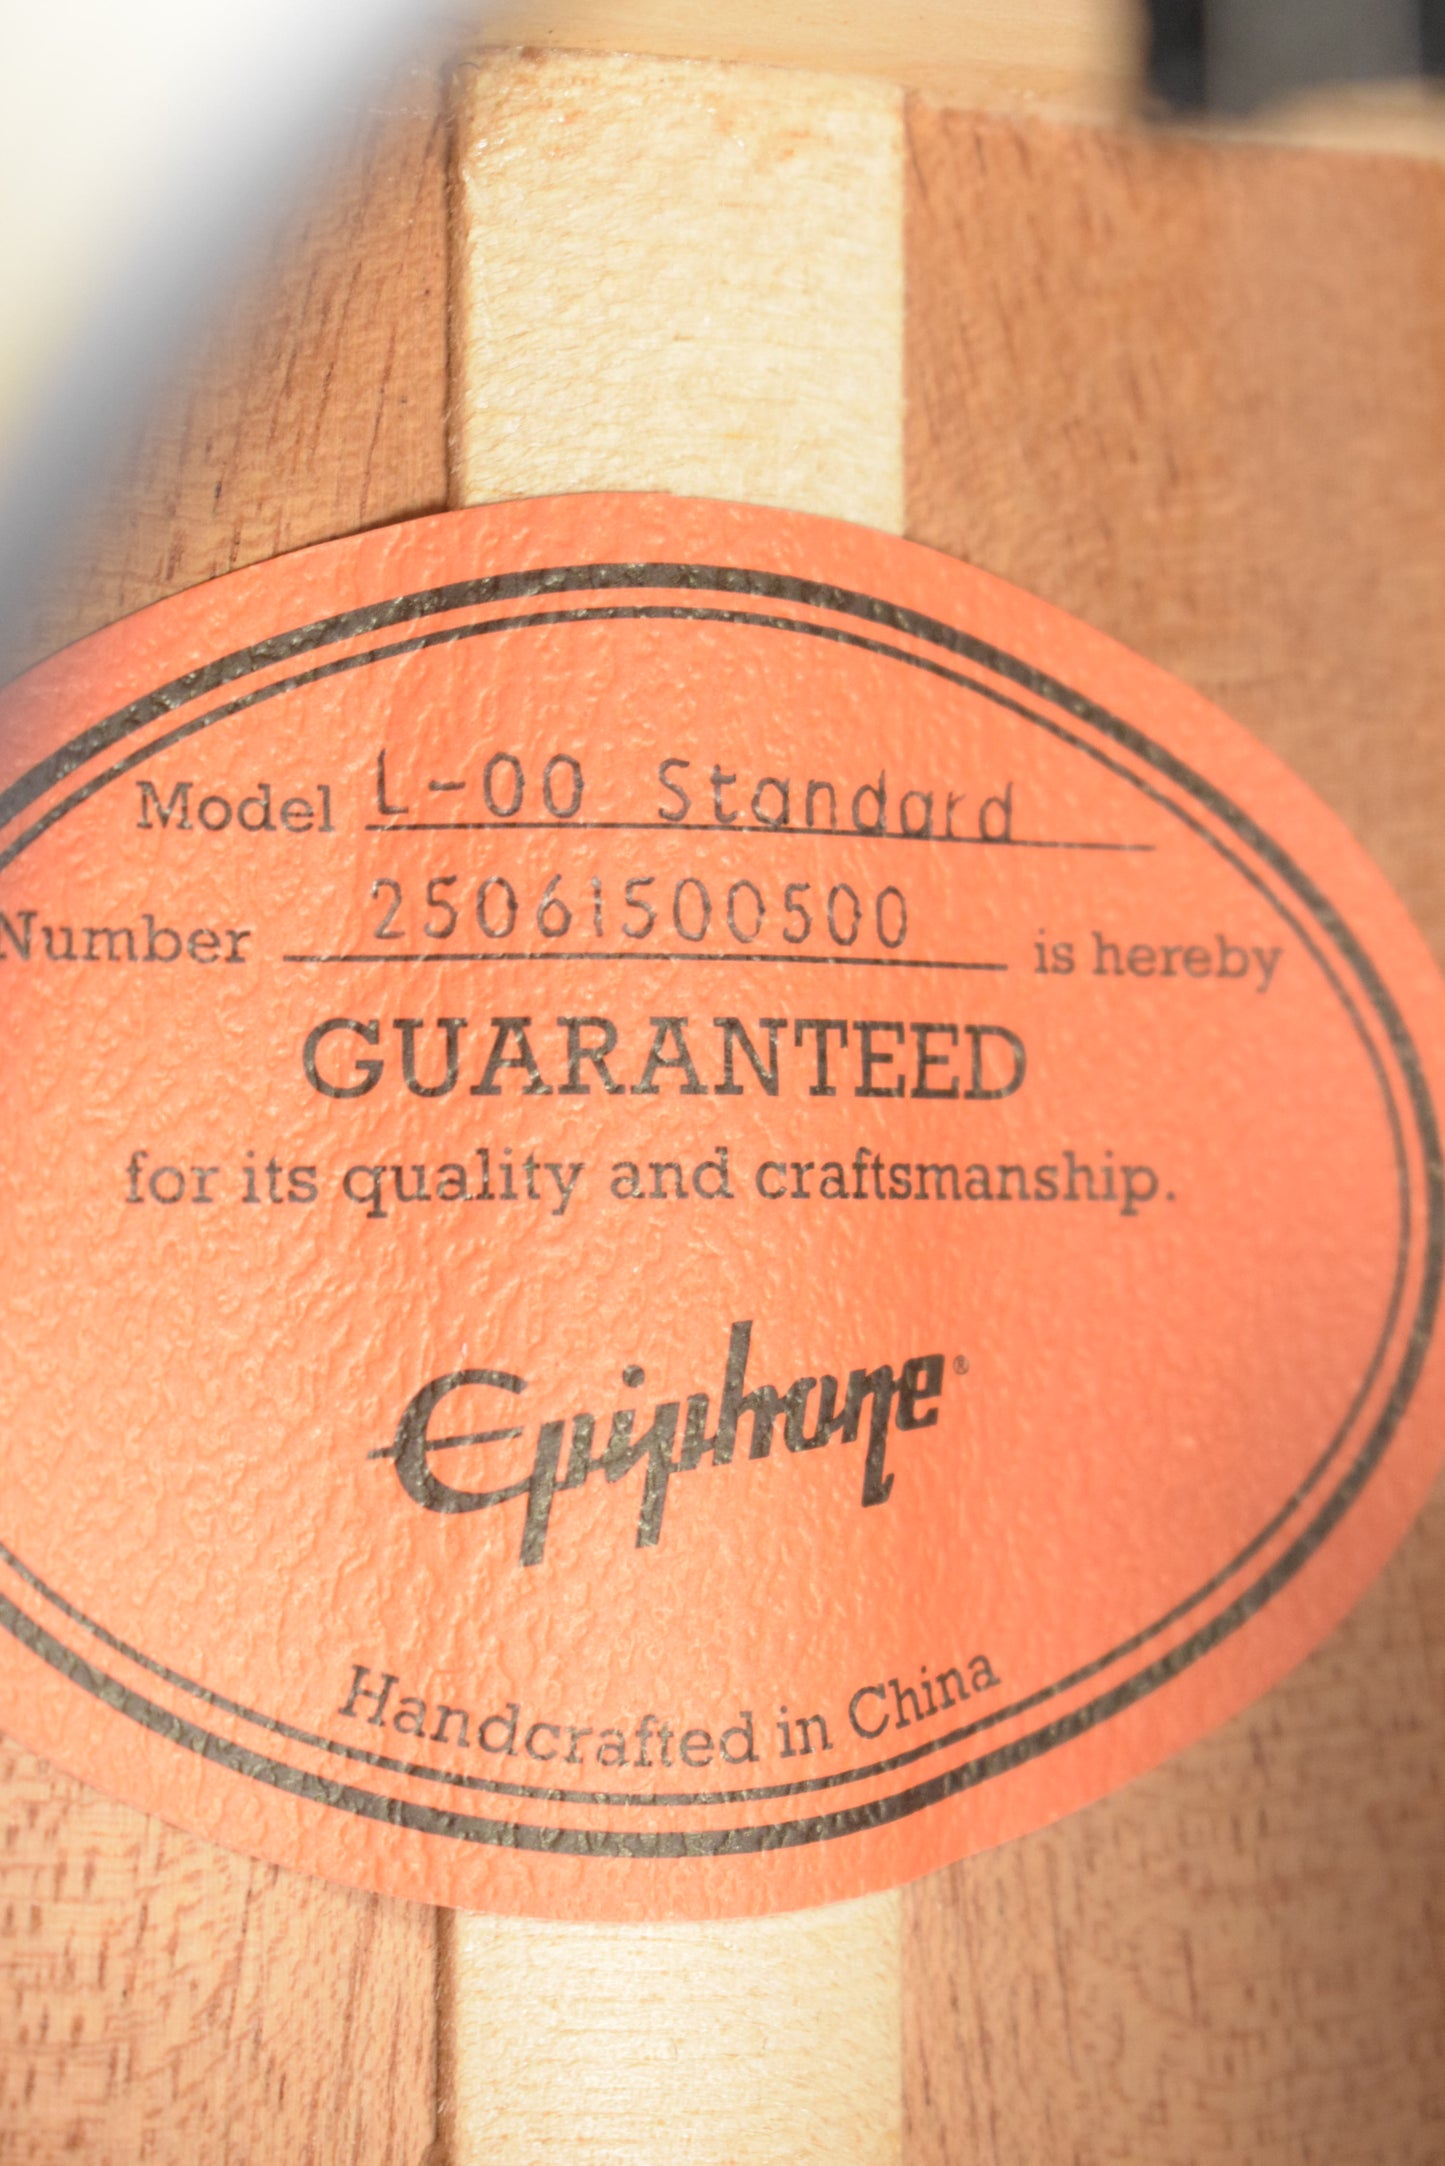 Model L-00 Standard
Number 25061500500 is hereby
GUARANTEED
for its quality and craftsmanship.
Epiphone®
Handcrafted in China